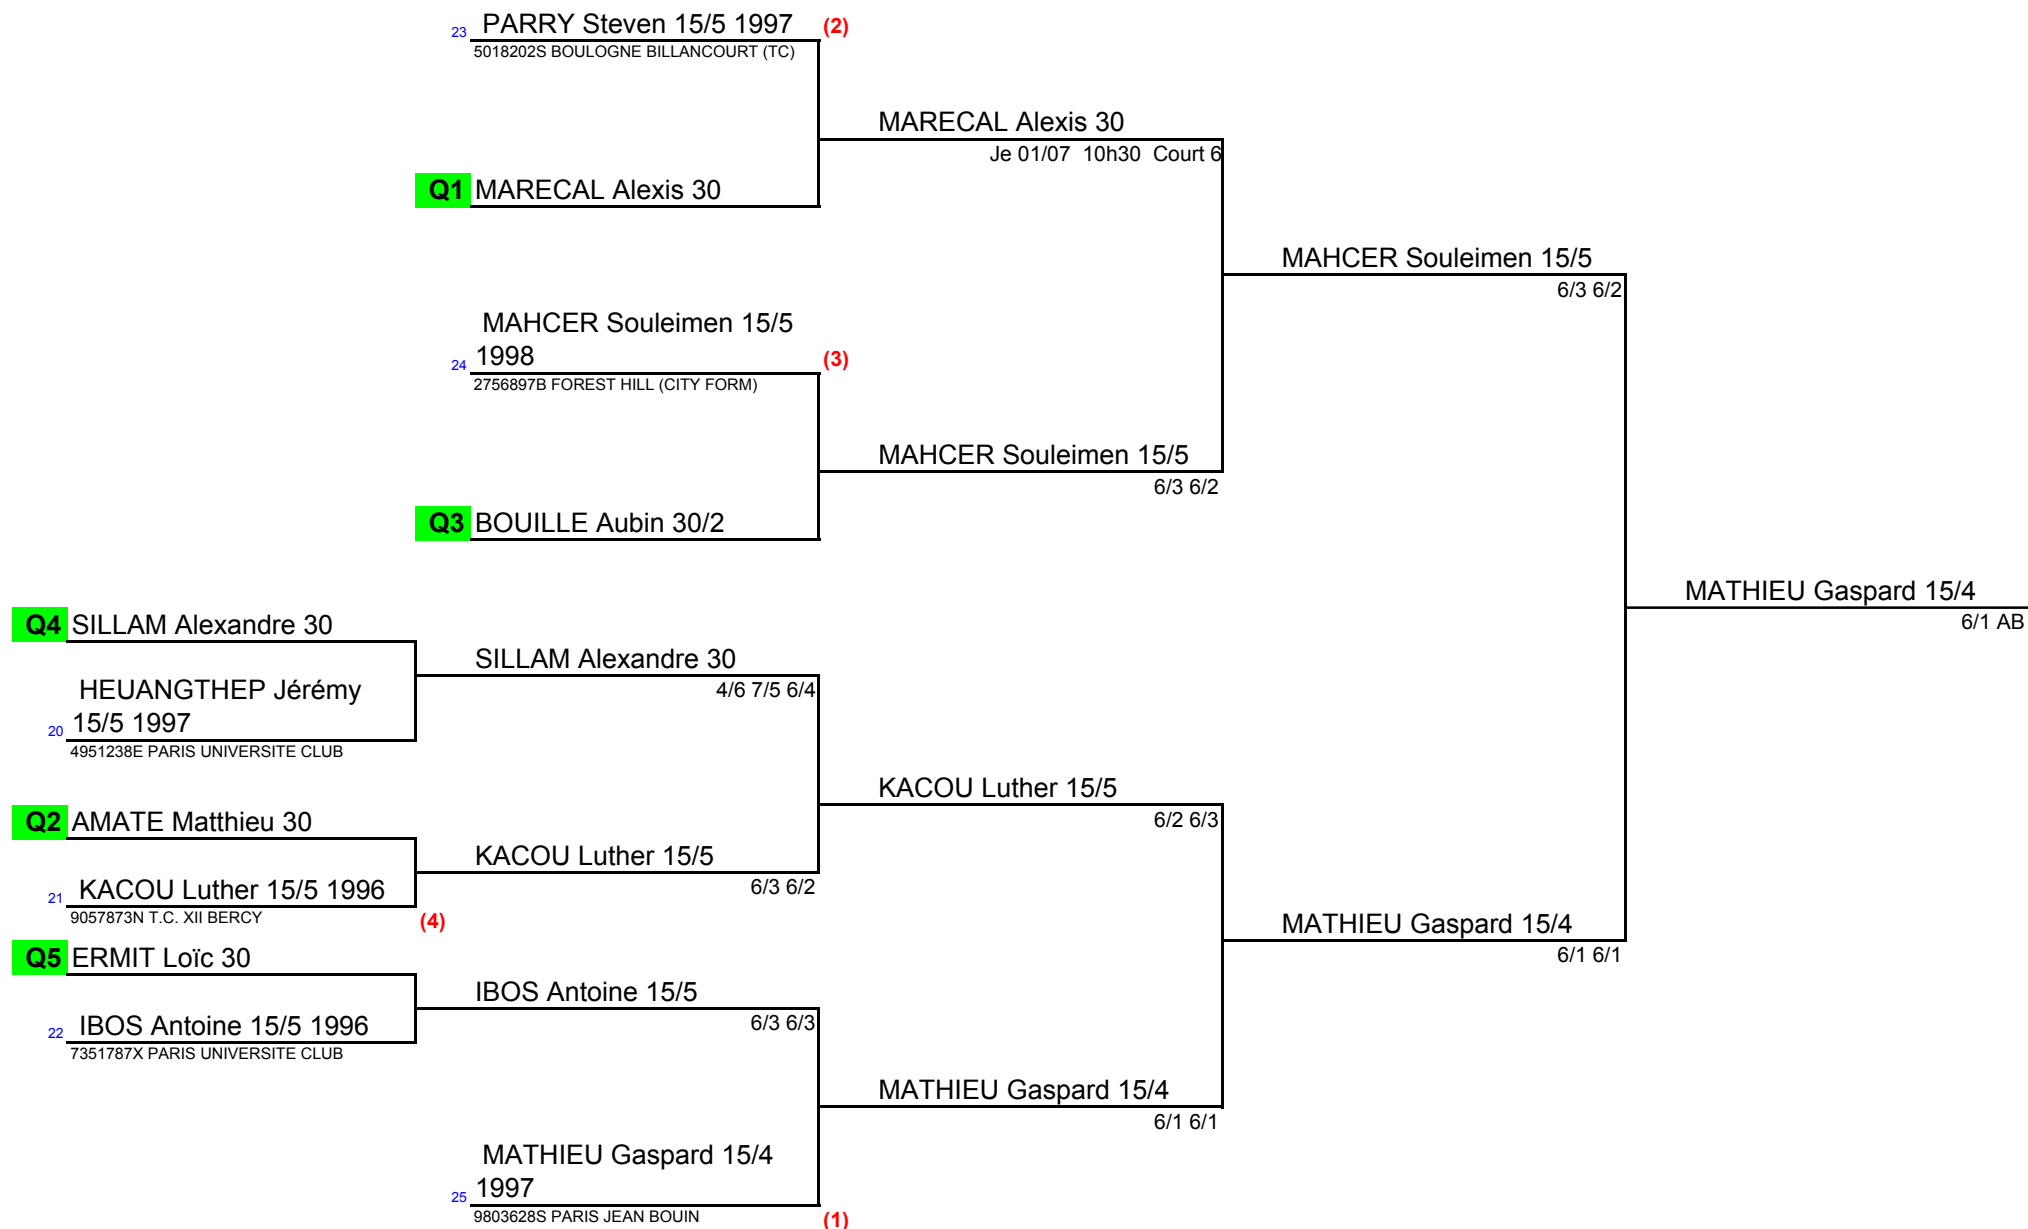 23 PARRY Steven 15/5 1997 (2)
5018202S BOULOGNE BILLANCOURT (TC)
MARECAL Alexis 30
Je 01/07 10h30 Court 6
Q1 MARECAL Alexis 30
MAHCER Souleimen 15/5
6/3 6/2
MAHCER Souleimen 15/5
24 1998 (3)
2756897B FOREST HILL (CITY FORM)
MAHCER Souleimen 15/5
6/3 6/2
Q3 BOUILLE Aubin 30/2
MATHIEU Gaspard 15/4
6/1 AB
Q4 SILLAM Alexandre 30
SILLAM Alexandre 30
4/6 7/5 6/4
HEUANGTHEP Jérémy
20 15/5 1997
4951238E PARIS UNIVERSITE CLUB
KACOU Luther 15/5
6/2 6/3
Q2 AMATE Matthieu 30
KACOU Luther 15/5
6/3 6/2
21 KACOU Luther 15/5 1996
9057873N T.C. XII BERCY (4)
MATHIEU Gaspard 15/4
6/1 6/1
Q5 ERMIT Loïc 30
IBOS Antoine 15/5
6/3 6/3
22 IBOS Antoine 15/5 1996
7351787X PARIS UNIVERSITE CLUB
MATHIEU Gaspard 15/4
6/1 6/1
MATHIEU Gaspard 15/4
25 1997
9803628S PARIS JEAN BOUIN (1)